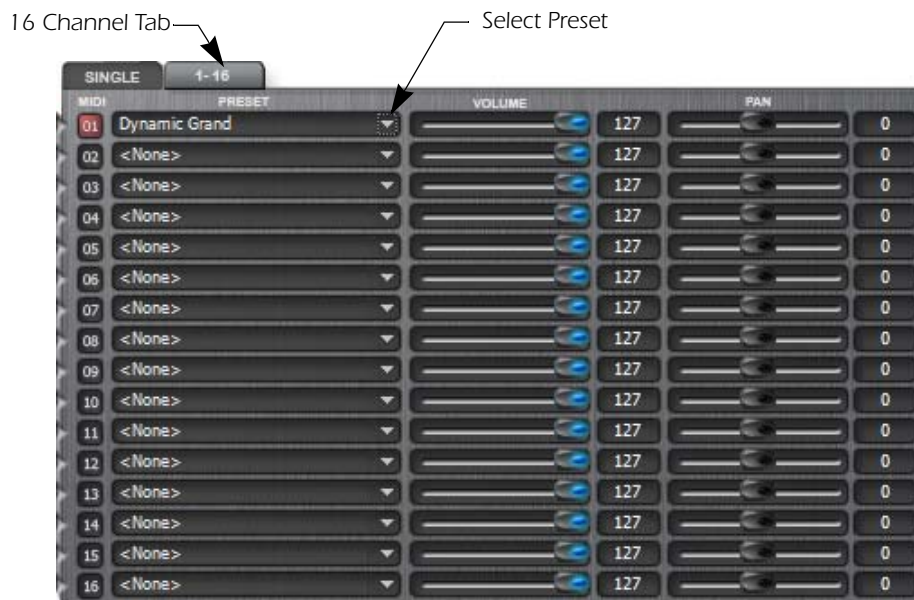 16 Channel Tab
Select Preset
SINGLE 1-16
MIDI PRESET VOLUME PAN
01 Dynamic Grand 127 0
02 <None> 127 0
03 <None> 127 0
04 <None> 127 0
05 <None> 127 0
06 <None> 127 0
07 <None> 127 0
08 <None> 127 0
09 <None> 127 0
10 <None> 127 0
11 <None> 127 0
12 <None> 127 0
13 <None> 127 0
14 <None> 127 0
15 <None> 127 0
16 <None> 127 0